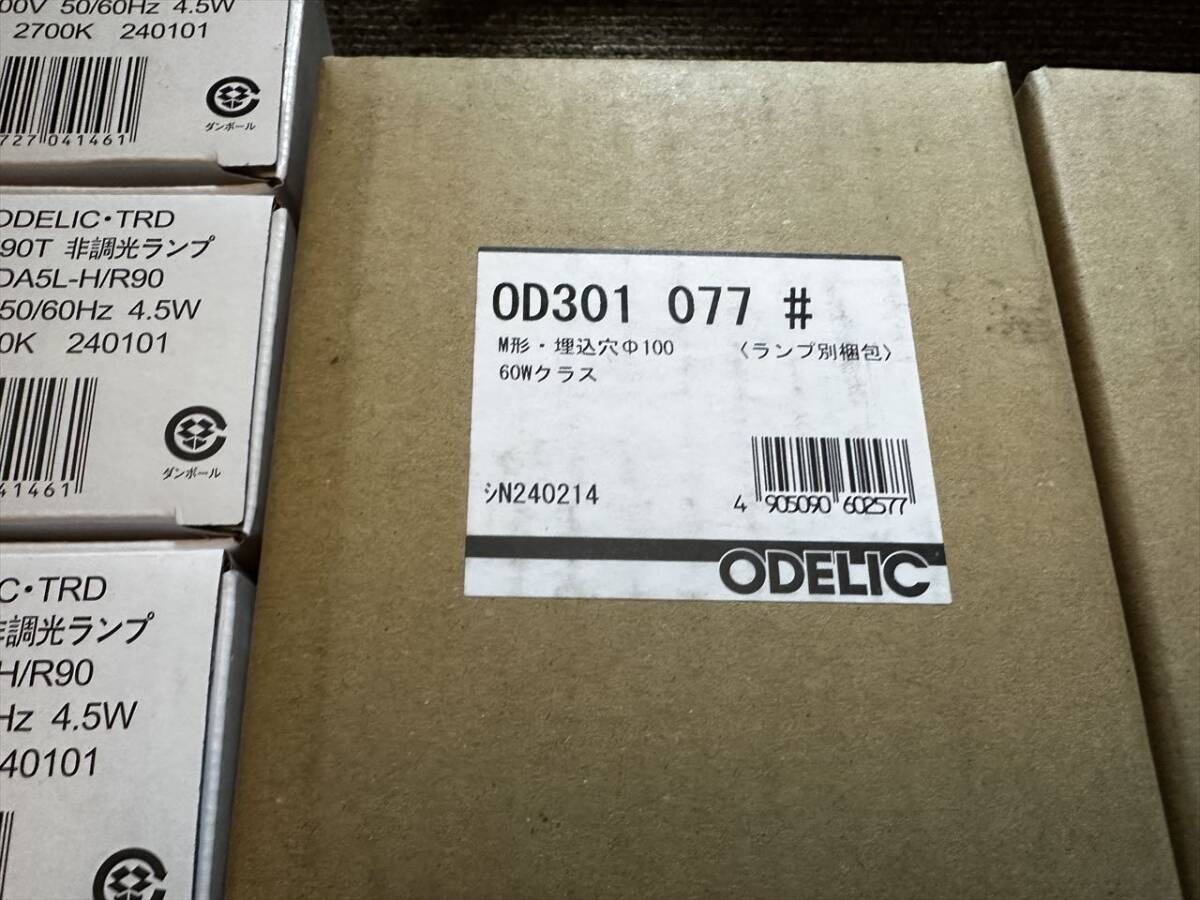 00V 50/60Hz 4.5W
2700K 240101
727 041461
ダンボール
ODELIC・TRD
90T 非調光ランプ
DA5L-H/R90
50/60Hz 4.5W
0K 240101
41461
ダンボール
C・TRD
非調光ランプ
H/R90
Hz 4.5W
40101
OD301 077 #
M形・埋込穴Φ100 〈ランプ別梱包〉
60Wクラス
シN240214
4 905090 602577
ODELIC